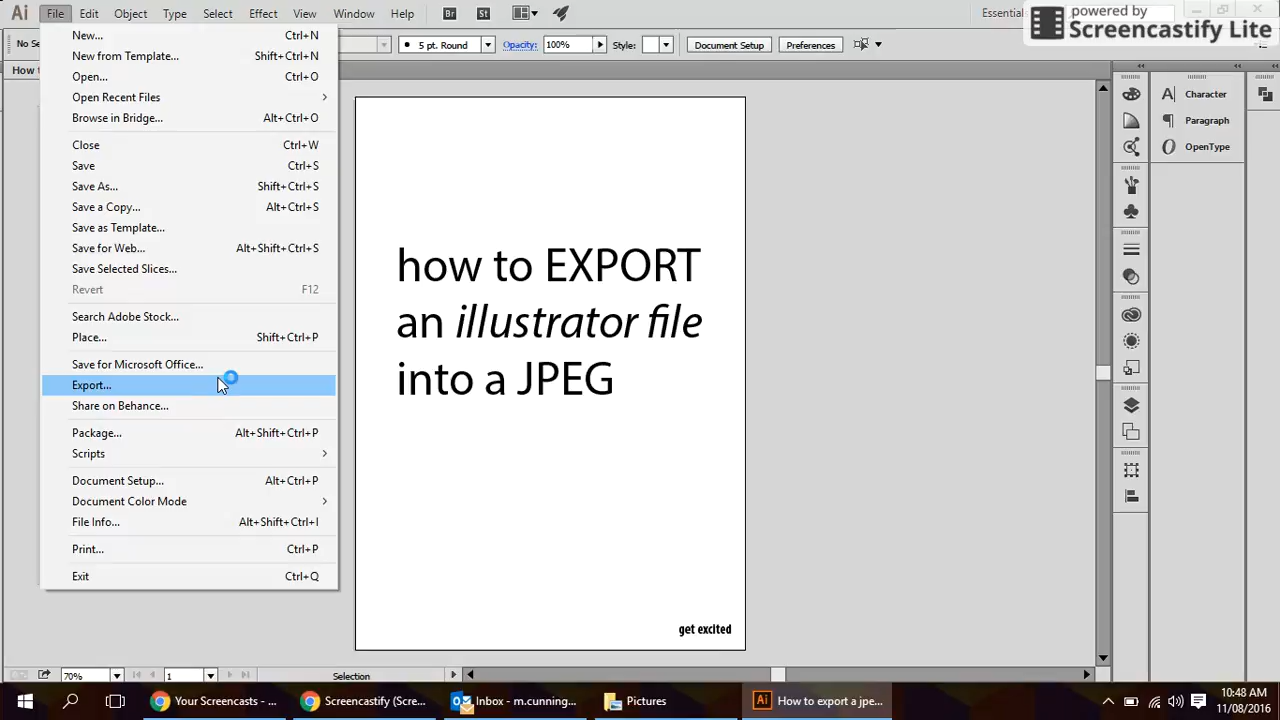 Ai File Edit Object Type Select Effect View Window Help Br St Essential
powered by
Screencastify Lite
No Se 5 pt. Round Opacity: 100% Style: Document Setup Preferences
How t
New... Ctrl+N
New from Template... Shift+Ctrl+N
Open... Ctrl+O
Open Recent Files
Browse in Bridge... Alt+Ctrl+O
Close Ctrl+W
Save Ctrl+S
Save As... Shift+Ctrl+S
Save a Copy... Alt+Ctrl+S
Save as Template...
Save for Web... Alt+Shift+Ctrl+S
Save Selected Slices...
Revert F12
Search Adobe Stock...
Place... Shift+Ctrl+P
Save for Microsoft Office...
Export...
Share on Behance...
Package... Alt+Shift+Ctrl+P
Scripts
Document Setup... Alt+Ctrl+P
Document Color Mode
File Info... Alt+Shift+Ctrl+I
Print... Ctrl+P
Exit Ctrl+Q
how to EXPORT
an illustrator file
into a JPEG
get excited
Character
Paragraph
OpenType
70% 1 Selection
Your Screencasts - ... Screencastify (Scre... Inbox - m.cunning... Pictures Ai How to export a jpe...
10:48 AM
11/08/2016